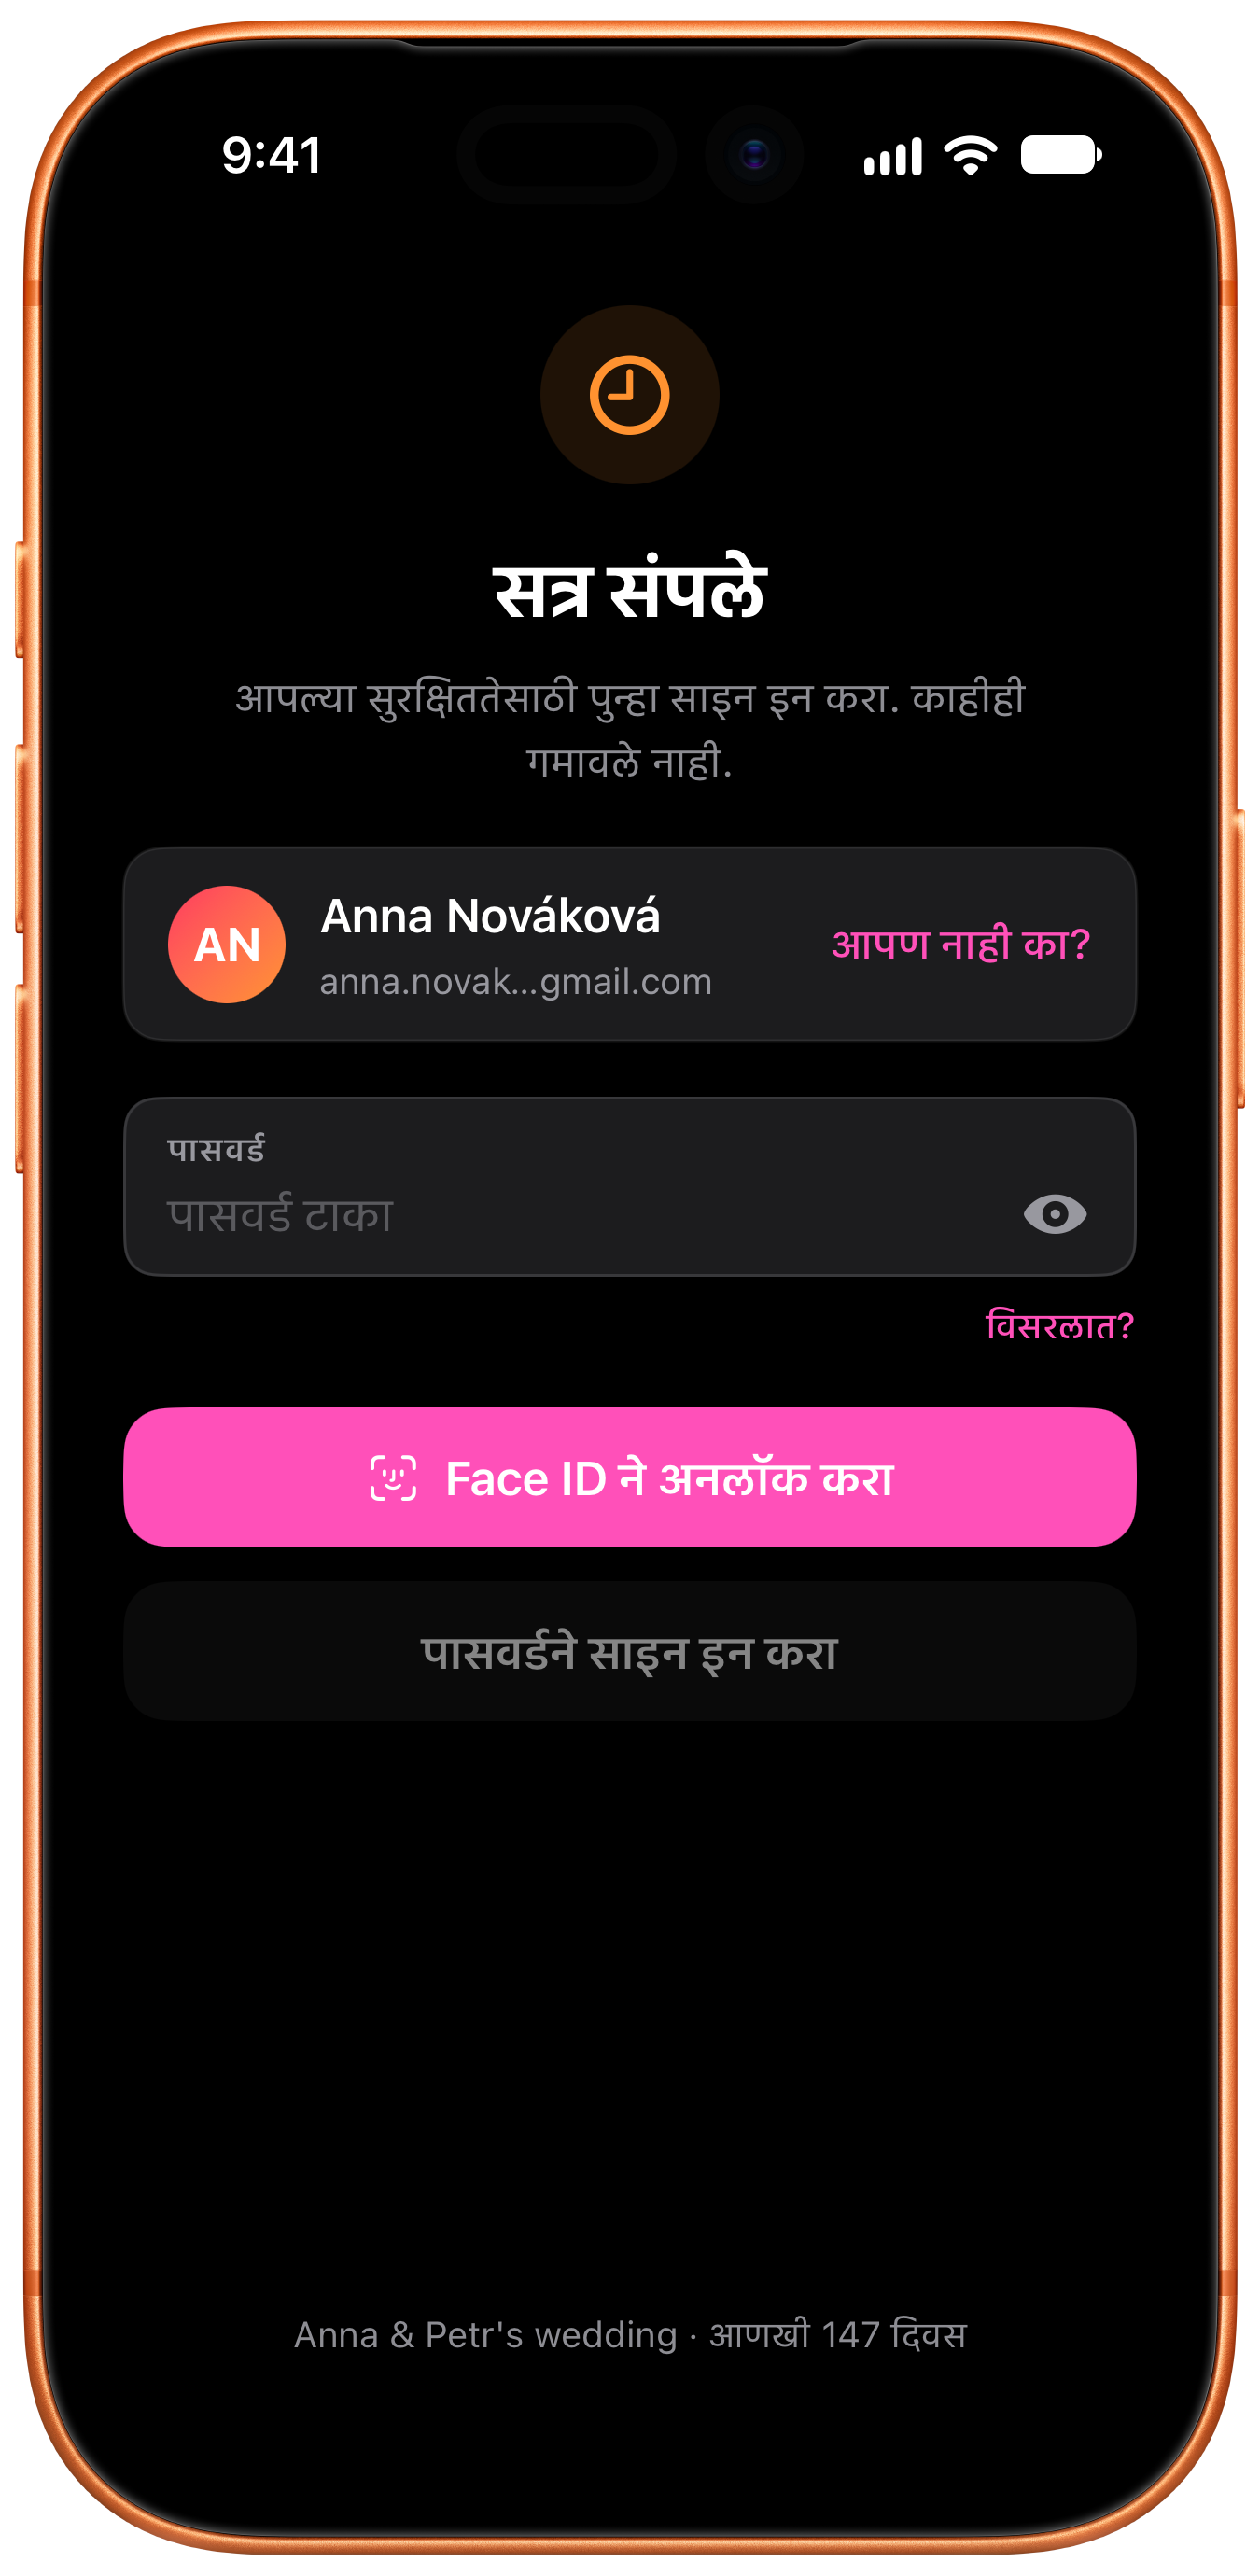 9:41
सत्र संपले
आपल्या सुरक्षिततेसाठी पुन्हा साइन इन करा. काहीही
गमावले नाही.
AN
Anna Nováková
anna.novak...gmail.com
आपण नाही का?
पासवर्ड
पासवर्ड टाका
विसरलात?
Face ID ने अनलॉक करा
पासवर्डने साइन इन करा
Anna & Petr's wedding · आणखी 147 दिवस